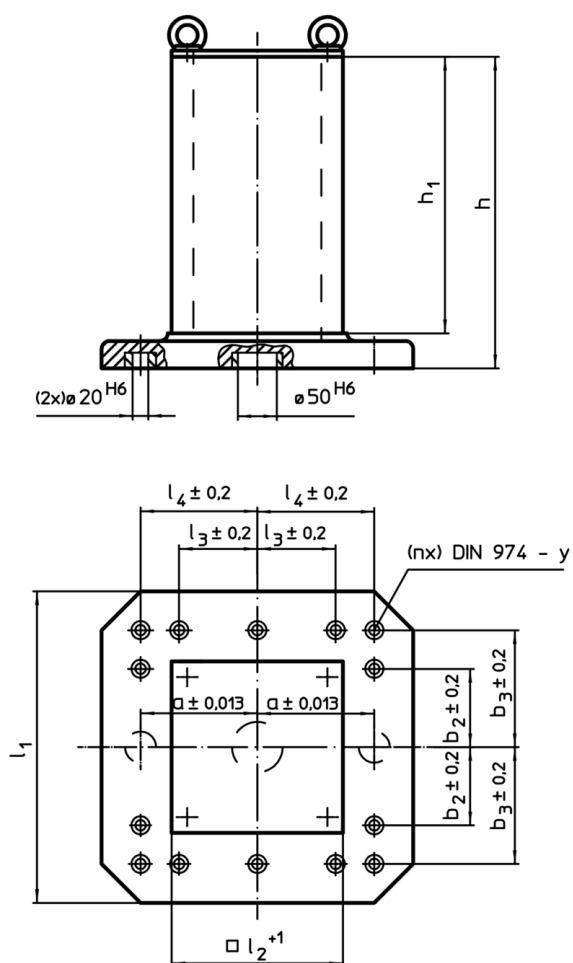 h₁
h
(2x)ø20 H6
ø50 H6
l₄ ± 0,2
l₄ ± 0,2
l₃ ± 0,2
l₃ ± 0,2
(nx) DIN 974 - y
a ± 0,013
a ± 0,013
l₁
b₂ ± 0,2
b₃ ± 0,2
b₂ ± 0,2
b₃ ± 0,2
□ l₂ +1